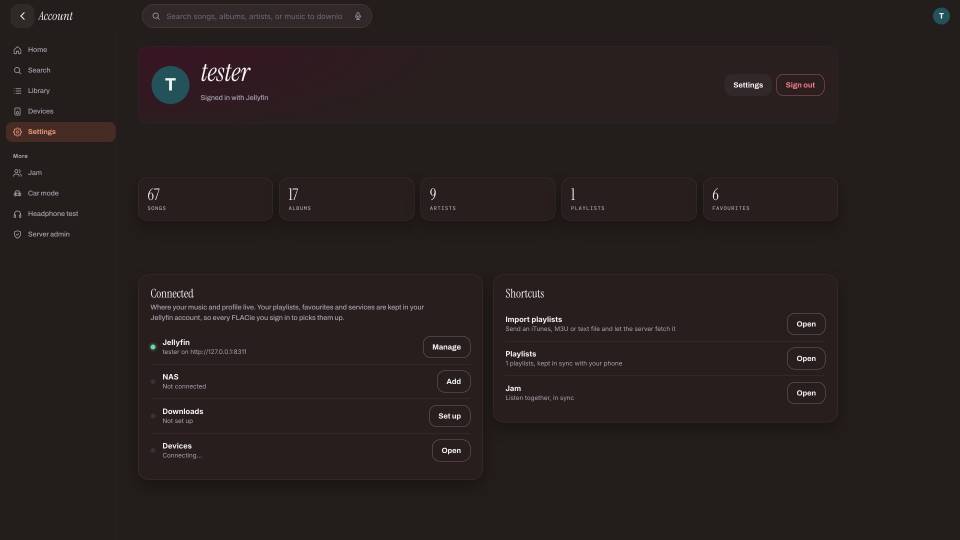 Account
Search songs, albums, artists, or music to downlo
T
Home
Search
Library
Devices
Settings
More
Jam
Car mode
Headphone test
Server admin
T
tester
Signed in with Jellyfin
Settings
Sign out
67
SONGS
17
ALBUMS
9
ARTISTS
1
PLAYLISTS
6
FAVOURITES
Connected
Where your music and profile live. Your playlists, favourites and services are kept in your
Jellyfin account, so every FLACie you sign in to picks them up.
Jellyfin
tester on http://127.0.0.1:8311
Manage
NAS
Not connected
Add
Downloads
Not set up
Set up
Devices
Connecting...
Open
Shortcuts
Import playlists
Send an iTunes, M3U or text file and let the server fetch it
Open
Playlists
1 playlists, kept in sync with your phone
Open
Jam
Listen together, in sync
Open